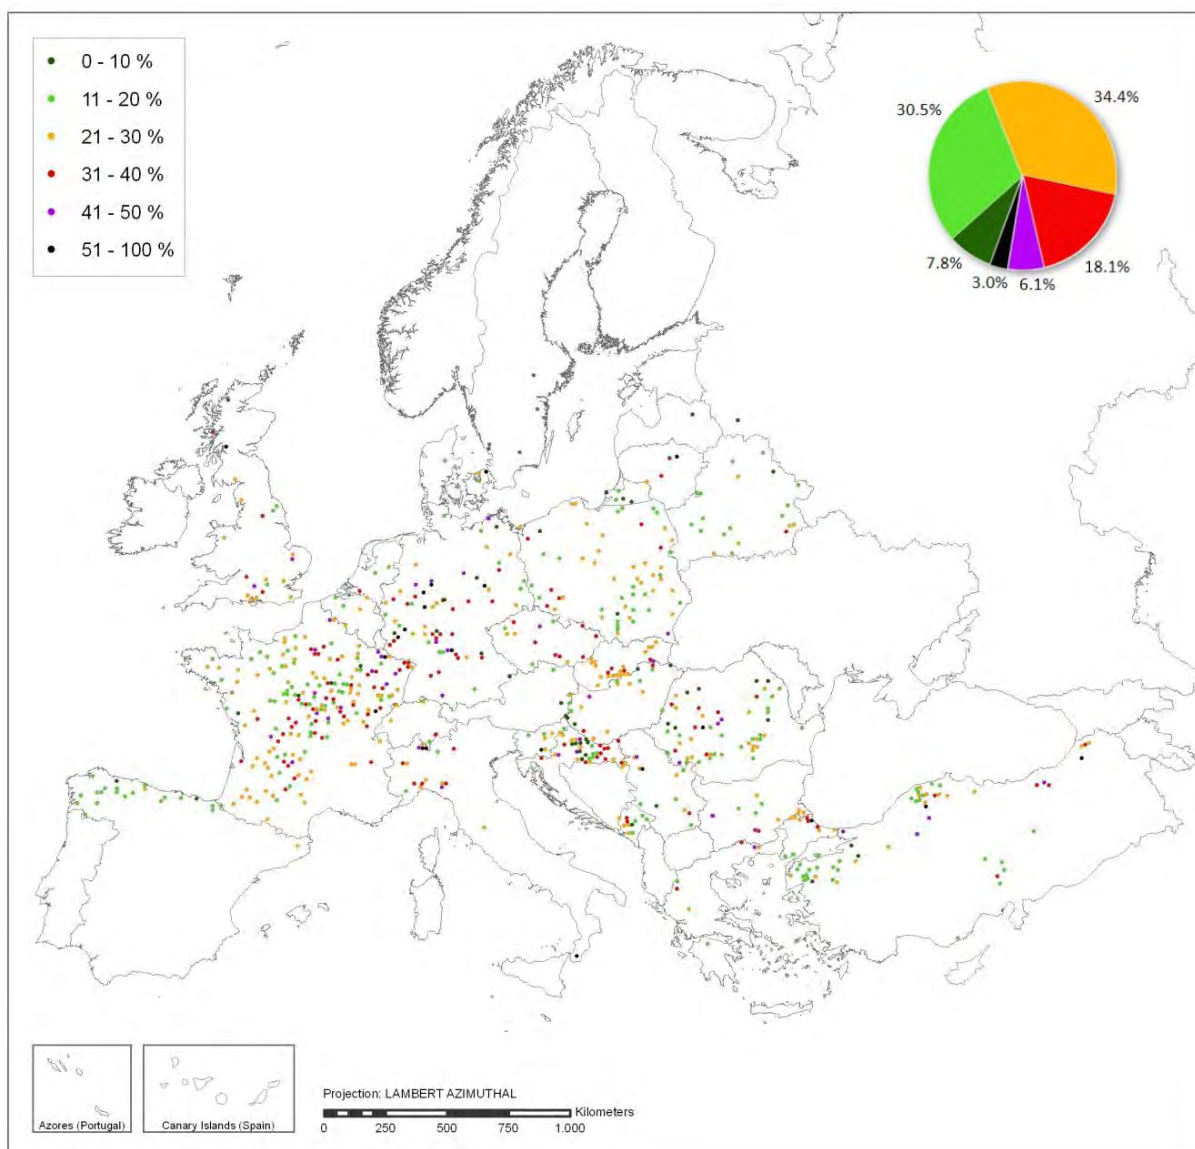 0 - 10 %
11 - 20 %
21 - 30 %
31 - 40 %
41 - 50 %
51 - 100 %
30.5%
34.4%
7.8%
3.0%
6.1%
18.1%
Azores (Portugal)
Canary Islands (Spain)
Projection: LAMBERT AZIMUTHAL
Kilometers
0 250 500 750 1.000